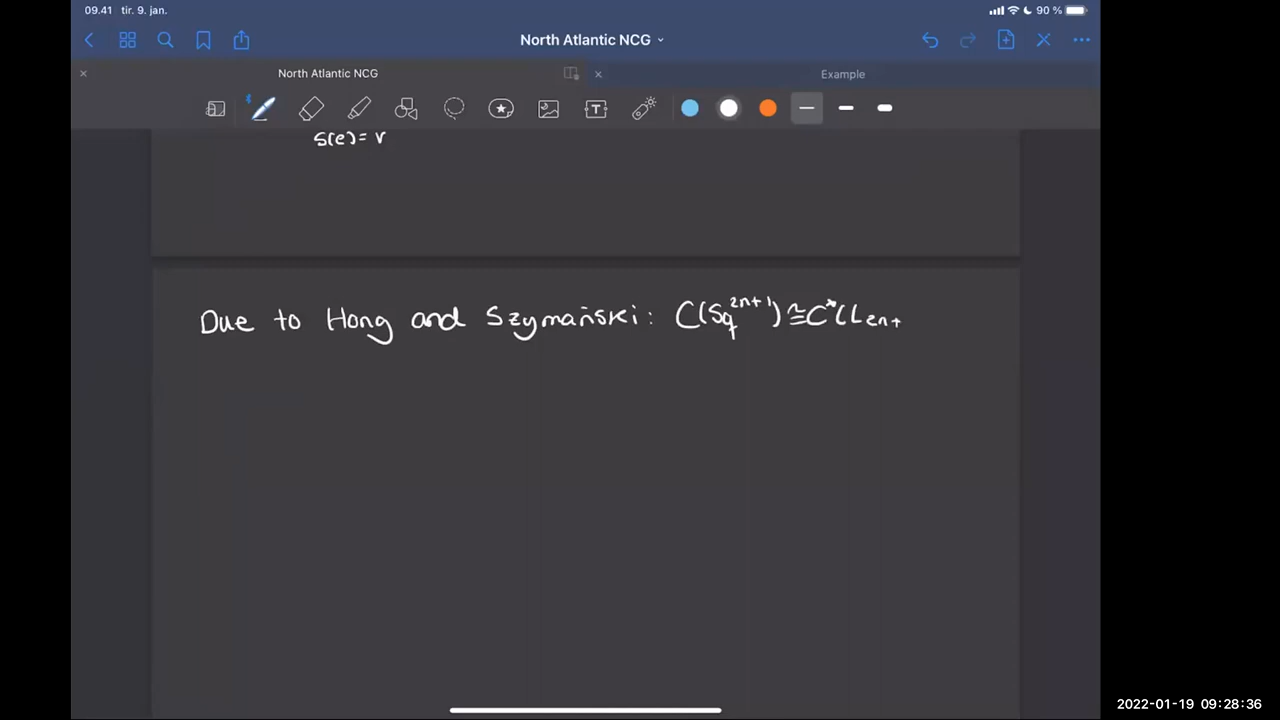 09.41 tir. 9. jan.
90 %
North Atlantic NCG
North Atlantic NCG
Example
s(e)= v
Due to Hong and Szymański: C(S_q^{2n+1}) ≅ C*(L_{2n+
2022-01-19 09:28:36